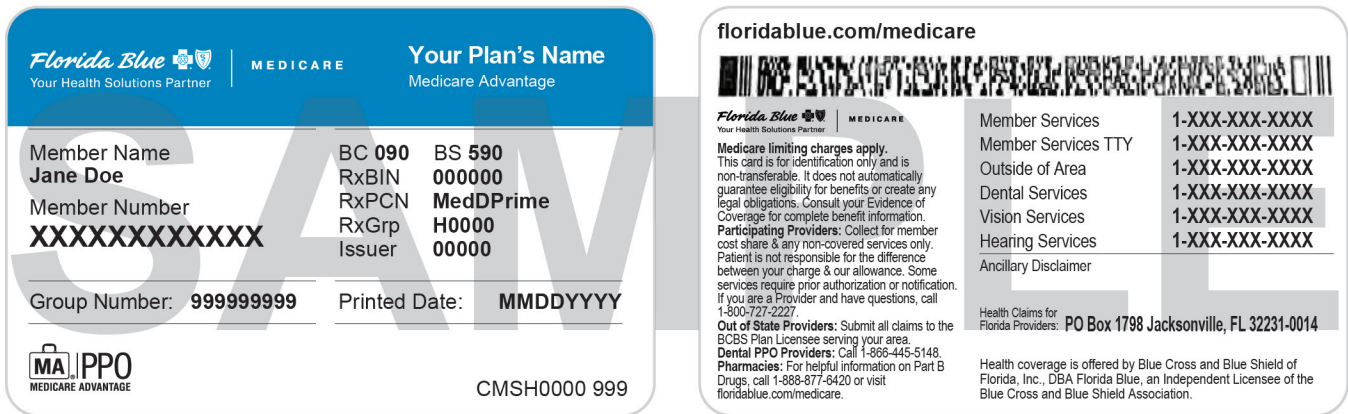 Florida Blue
Your Health Solutions Partner
MEDICARE
Your Plan's Name
Medicare Advantage
SAMPLE
Member Name
Jane Doe
Member Number
XXXXXXXXXXXX
BC 090 BS 590
RxBIN 000000
RxPCN MedDPrime
RxGrp H0000
Issuer 00000
Group Number: 999999999
Printed Date: MMDDYYYY
MA PPO
MEDICARE ADVANTAGE
CMSH0000 999
floridablue.com/medicare
Florida Blue
Your Health Solutions Partner
MEDICARE
Medicare limiting charges apply.
This card is for identification only and is
non-transferable. It does not automatically
guarantee eligibility for benefits or create any
legal obligations. Consult your Evidence of
Coverage for complete benefit information.
Participating Providers: Collect for member
cost share & any non-covered services only.
Patient is not responsible for the difference
between your charge & our allowance. Some
services require prior authorization or notification.
If you are a Provider and have questions, call
1-800-727-2227.
Out of State Providers: Submit all claims to the
BCBS Plan Licensee serving your area.
Dental PPO Providers: Call 1-866-445-5148.
Pharmacies: For helpful information on Part B
Drugs, call 1-888-877-6420 or visit
floridablue.com/medicare.
Member Services 1-XXX-XXX-XXXX
Member Services TTY 1-XXX-XXX-XXXX
Outside of Area 1-XXX-XXX-XXXX
Dental Services 1-XXX-XXX-XXXX
Vision Services 1-XXX-XXX-XXXX
Hearing Services 1-XXX-XXX-XXXX
Ancillary Disclaimer
Health Claims for
Florida Providers: PO Box 1798 Jacksonville, FL 32231-0014
Health coverage is offered by Blue Cross and Blue Shield of
Florida, Inc., DBA Florida Blue, an Independent Licensee of the
Blue Cross and Blue Shield Association.